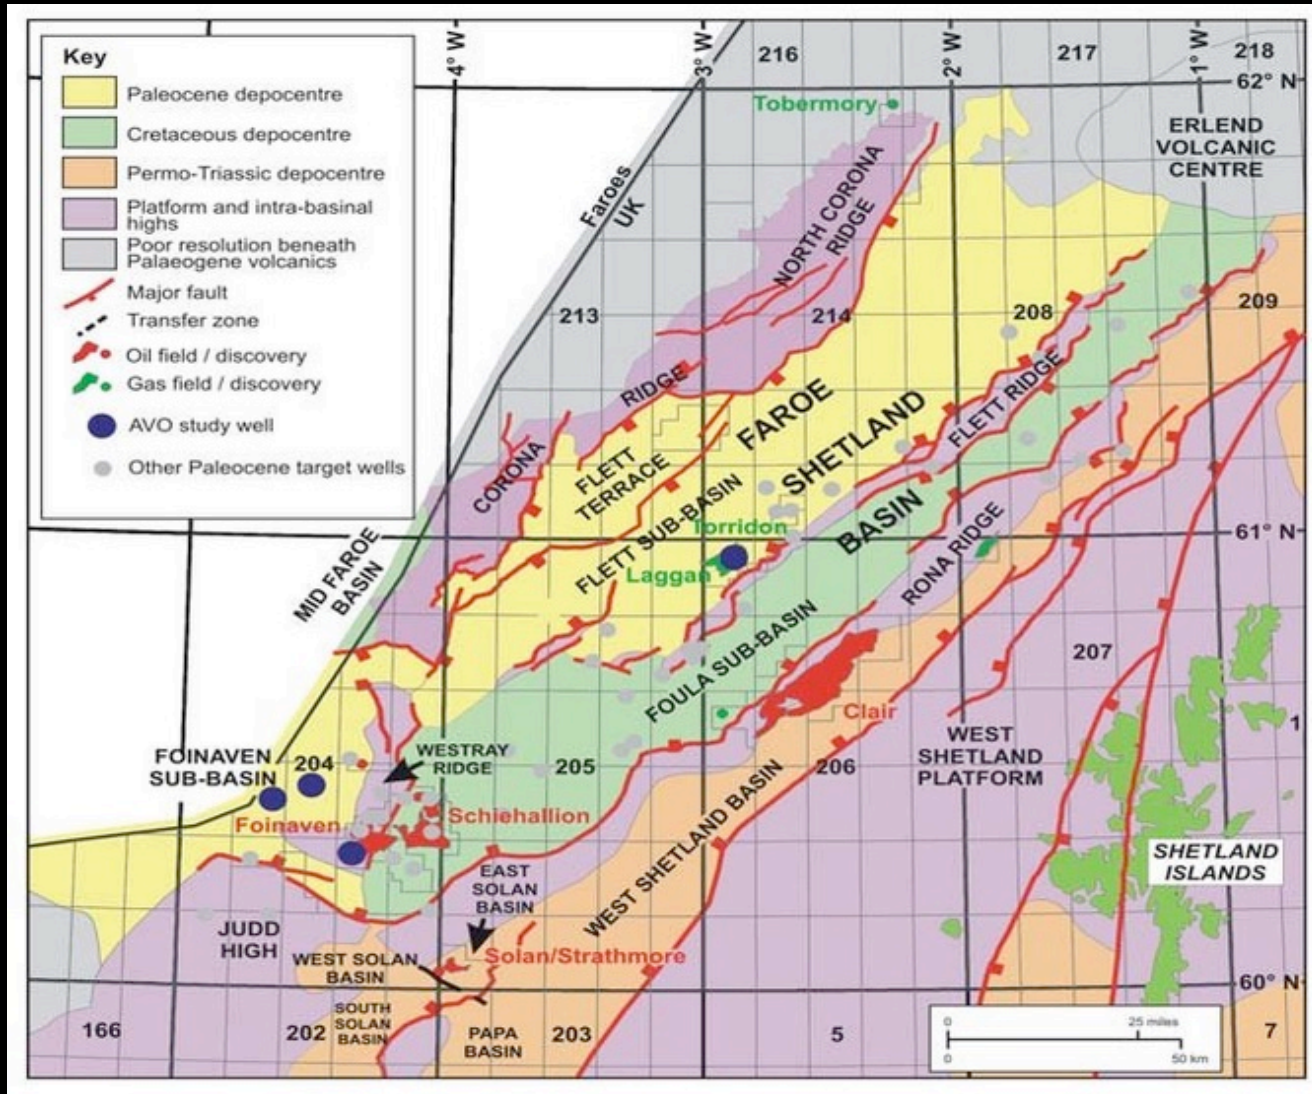 Key
Paleocene depocentre
Cretaceous depocentre
Permo-Triassic depocentre
Platform and intra-basinal
highs
Poor resolution beneath
Palaeogene volcanics
Major fault
Transfer zone
Oil field / discovery
Gas field / discovery
AVO study well
Other Paleocene target wells
4° W
3° W
2° W
1° W
216
217
218
62° N
Tobermory
ERLEND
VOLCANIC
CENTRE
Faroes
UK
NORTH CORONA
RIDGE
213
214
208
209
CORONA
RIDGE
FLETT
TERRACE
FAROE
SHETLAND
BASIN
FLETT RIDGE
FLETT SUB-BASIN
Torridon
Laggan
61° N
MID FAROE
BASIN
RONA RIDGE
FOULA SUB-BASIN
207
Clair
1
FOINAVEN
SUB-BASIN
204
WESTRAY
RIDGE
205
206
WEST
SHETLAND
PLATFORM
Foinaven
Schiehallion
SHETLAND
ISLANDS
EAST
SOLAN
BASIN
WEST SHETLAND BASIN
JUDD
HIGH
WEST SOLAN
BASIN
Solan/Strathmore
60° N
166
202
SOUTH
SOLAN
BASIN
PAPA
BASIN
203
5
7
0
25 miles
0
50 km